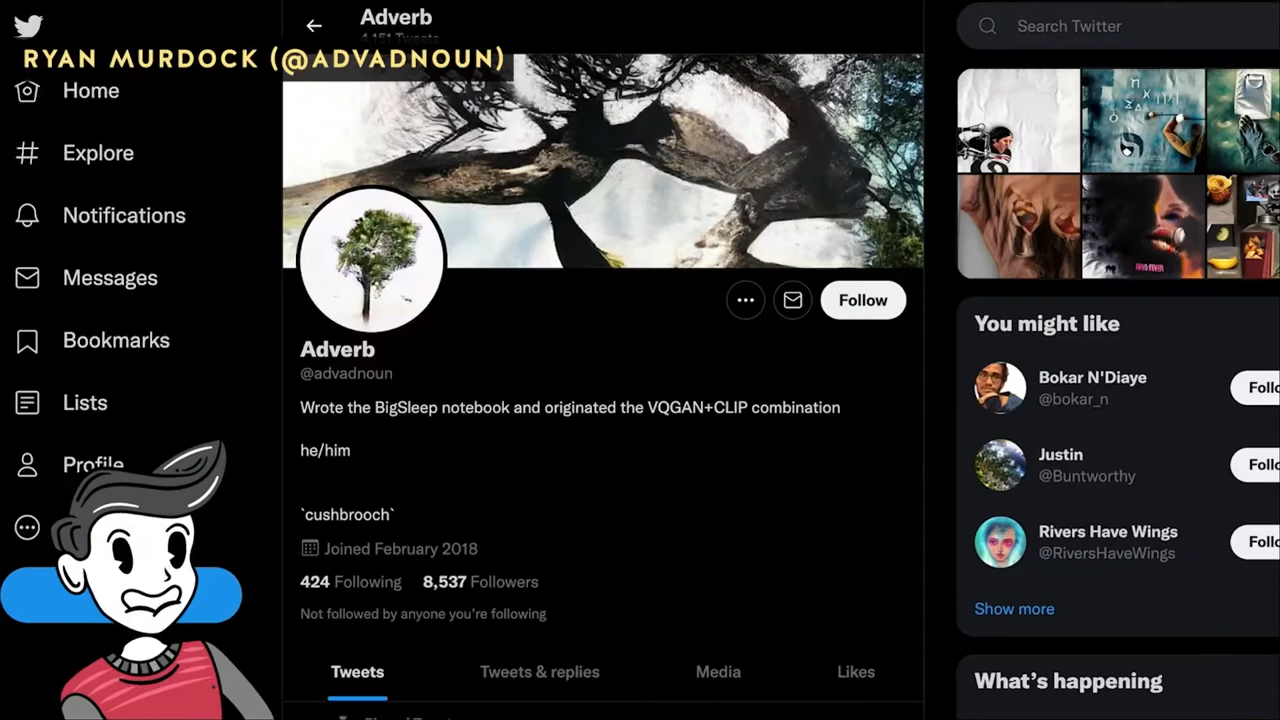 Adverb
4,151 Tweets
RYAN MURDOCK (@ADVADNOUN)
Home
Explore
Notifications
Messages
Bookmarks
Lists
Profile
Follow
Adverb
@advadnoun
Wrote the BigSleep notebook and originated the VQGAN+CLIP combination
he/him
`cushbrooch`
Joined February 2018
424 Following 8,537 Followers
Not followed by anyone you're following
Tweets Tweets & replies Media Likes
Search Twitter
You might like
Bokar N'Diaye
@bokar_n
Justin
@Buntworthy
Rivers Have Wings
@RiversHaveWings
Show more
What's happening